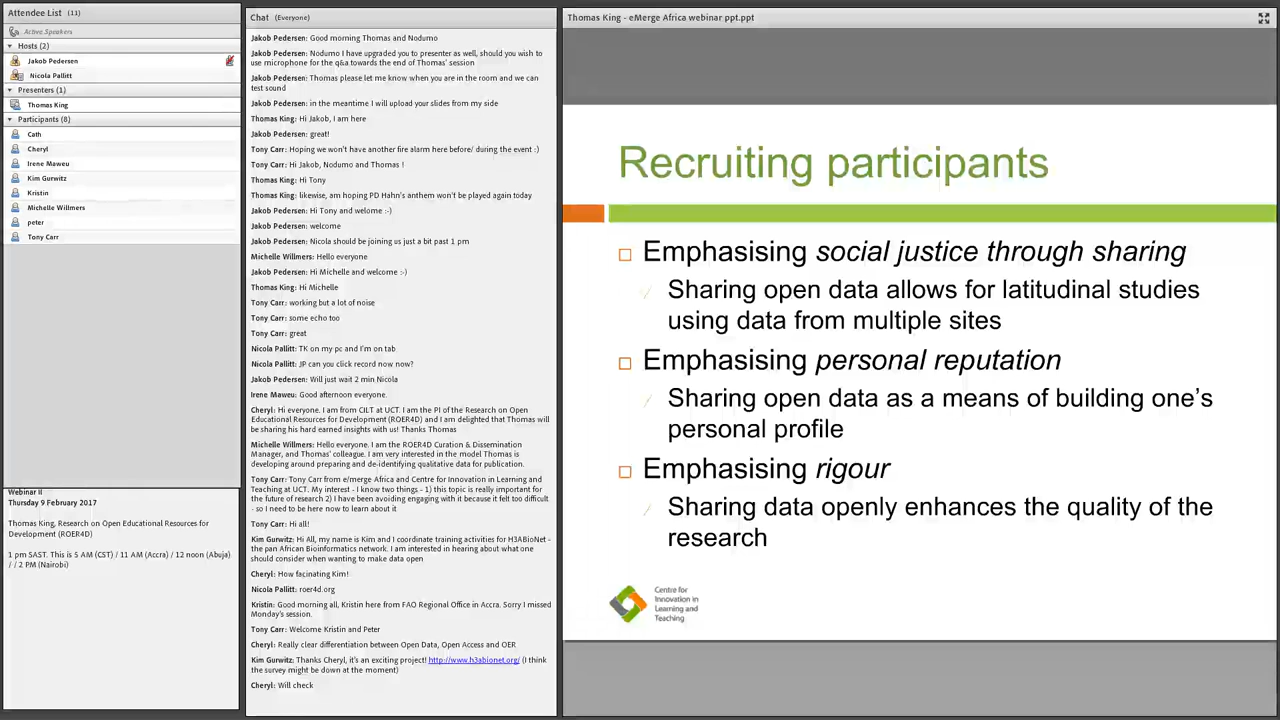 Attendee List (11)
Active Speakers
Hosts (2)
Jakob Pedersen
Nicola Pallitt
Presenters (1)
Thomas King
Participants (8)
Cath
Cheryl
Irene Maweu
Kim Gurwitz
Kristin
Michelle Willmers
peter
Tony Carr
Webinar II
Thursday 9 February 2017
Thomas King, Research on Open Educational Resources for
Development (ROER4D)
1 pm SAST. This is 5 AM (CST) / 11 AM (Accra) / 12 noon (Abuja)
/ / 2 PM (Nairobi)
Chat (Everyone)
Jakob Pedersen: Good morning Thomas and Nodumo
Jakob Pedersen: Nodumo I have upgraded you to presenter as well, should you wish to
use microphone for the q&a towards the end of Thomas' session
Jakob Pedersen: Thomas please let me know when you are in the room and we can
test sound
Jakob Pedersen: in the meantime I will upload your slides from my side
Thomas King: Hi Jakob, I am here
Jakob Pedersen: great!
Tony Carr: Hoping we won't have another fire alarm here before/ during the event :)
Tony Carr: Hi Jakob, Nodumo and Thomas !
Thomas King: Hi Tony
Thomas King: likewise, am hoping PD Hahn's anthem won't be played again today
Jakob Pedersen: Hi Tony and welome :-)
Jakob Pedersen: welcome
Jakob Pedersen: Nicola should be joining us just a bit past 1 pm
Michelle Willmers: Hello everyone
Jakob Pedersen: Hi Michelle and welcome :-)
Thomas King: Hi Michelle
Tony Carr: working but a lot of noise
Tony Carr: some echo too
Tony Carr: great
Nicola Pallitt: TK on my pc and I'm on tab
Nicola Pallitt: JP can you click record now now?
Jakob Pedersen: Will just wait 2 min Nicola
Irene Maweu: Good afternoon everyone.
Cheryl: Hi everyone. I am from CILT at UCT. I am the PI of the Research on Open
Educational Resources for Development (ROER4D) and I am delighted that Thomas will
be sharing his hard earned insights with us! Thanks Thomas
Michelle Willmers: Hello everyone. I am the ROER4D Curation & Dissemination
Manager, and Thomas' colleague. I am very interested in the model Thomas is
developing around preparing and de-identifying qualitative data for publication.
Tony Carr: Tony Carr from e/merge Africa and Centre for Innovation in Learning and
Teaching at UCT. My interest - I know two things - 1) this topic is really important for
the future of research 2) I have been avoiding engaging with it because it felt too difficult
- so I need to be here now to learn about it
Tony Carr: Hi all!
Kim Gurwitz: Hi All, my name is Kim and I coordinate training activities for H3ABioNet -
the pan African Bioinformatics network. I am interested in hearing about what one
should consider when wanting to make data open
Cheryl: How facinating Kim!
Nicola Pallitt: roer4d.org
Kristin: Good morning all, Kristin here from FAO Regional Office in Accra. Sorry I missed
Monday's session.
Tony Carr: Welcome Kristin and Peter
Cheryl: Really clear differentiation between Open Data, Open Access and OER
Kim Gurwitz: Thanks Cheryl, it's an exciting project! http://www.h3abionet.org/ (I think
the survey might be down at the moment)
Cheryl: Will check
Thomas King - eMerge Africa webinar ppt.ppt
Recruiting participants
Emphasising social justice through sharing
Sharing open data allows for latitudinal studies
using data from multiple sites
Emphasising personal reputation
Sharing open data as a means of building one's
personal profile
Emphasising rigour
Sharing data openly enhances the quality of the
research
Centre for
Innovation in
Learning and
Teaching